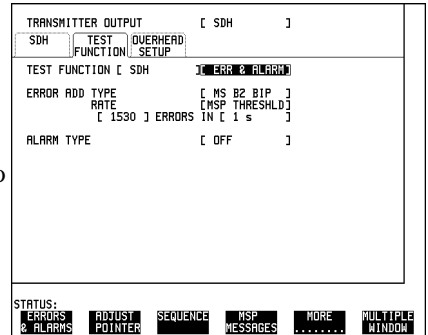 TRANSMITTER OUTPUT [ SDH ]
SDH TEST FUNCTION OVERHEAD SETUP
TEST FUNCTION [ SDH ][ ERR & ALARM]
ERROR ADD TYPE [ MS B2 BIP ]
RATE [MSP THRESHLD]
[ 1530 ] ERRORS IN [ 1 s ]
ALARM TYPE [ OFF ]
STATUS:
ERRORS & ALARMS ADJUST POINTER SEQUENCE MSP MESSAGES MORE ........ MULTIPLE WINDOW